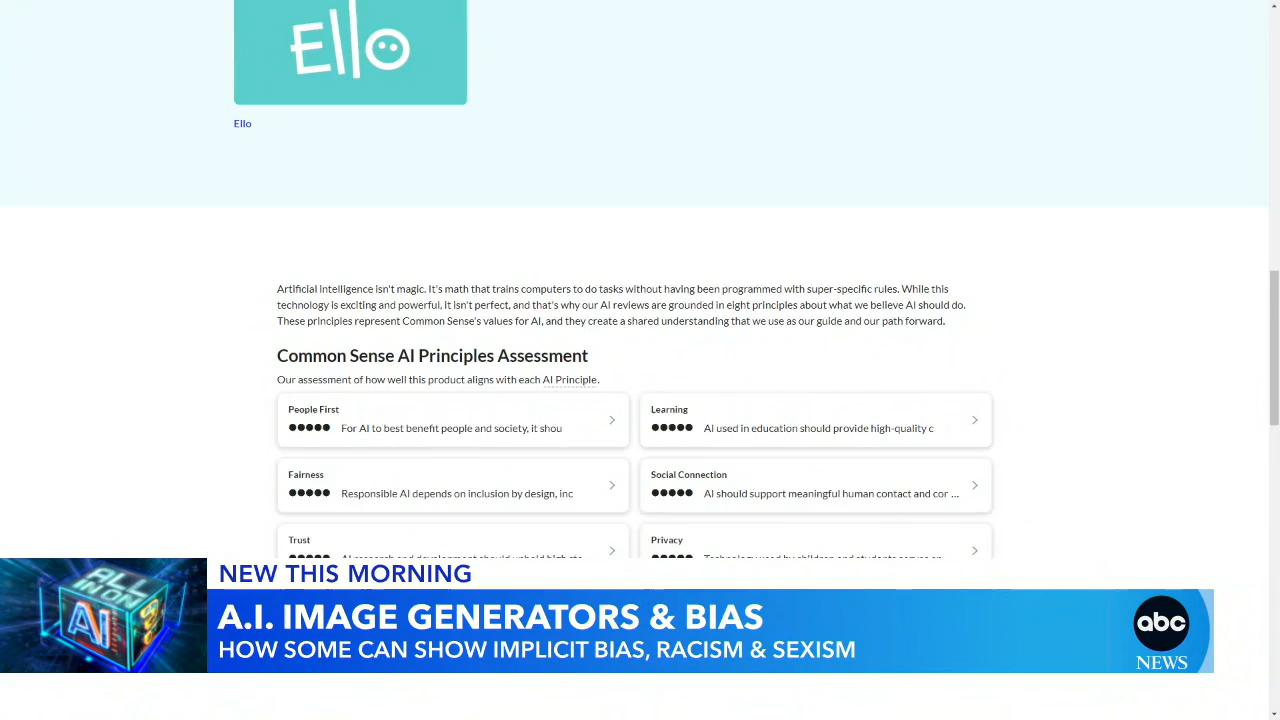 Ello
Ello
Artificial intelligence isn't magic. It's math that trains computers to do tasks without having been programmed with super-specific rules. While this
technology is exciting and powerful, it isn't perfect, and that's why our AI reviews are grounded in eight principles about what we believe AI should do.
These principles represent Common Sense's values for AI, and they create a shared understanding that we use as our guide and our path forward.
Common Sense AI Principles Assessment
Our assessment of how well this product aligns with each AI Principle.
People First
For AI to best benefit people and society, it shou
Learning
AI used in education should provide high-quality c
Fairness
Responsible AI depends on inclusion by design, inc
Social Connection
AI should support meaningful human contact and cor ...
Trust
Privacy
ALL
IN ON
AI
NEW THIS MORNING
A.I. IMAGE GENERATORS & BIAS
HOW SOME CAN SHOW IMPLICIT BIAS, RACISM & SEXISM
abc
NEWS